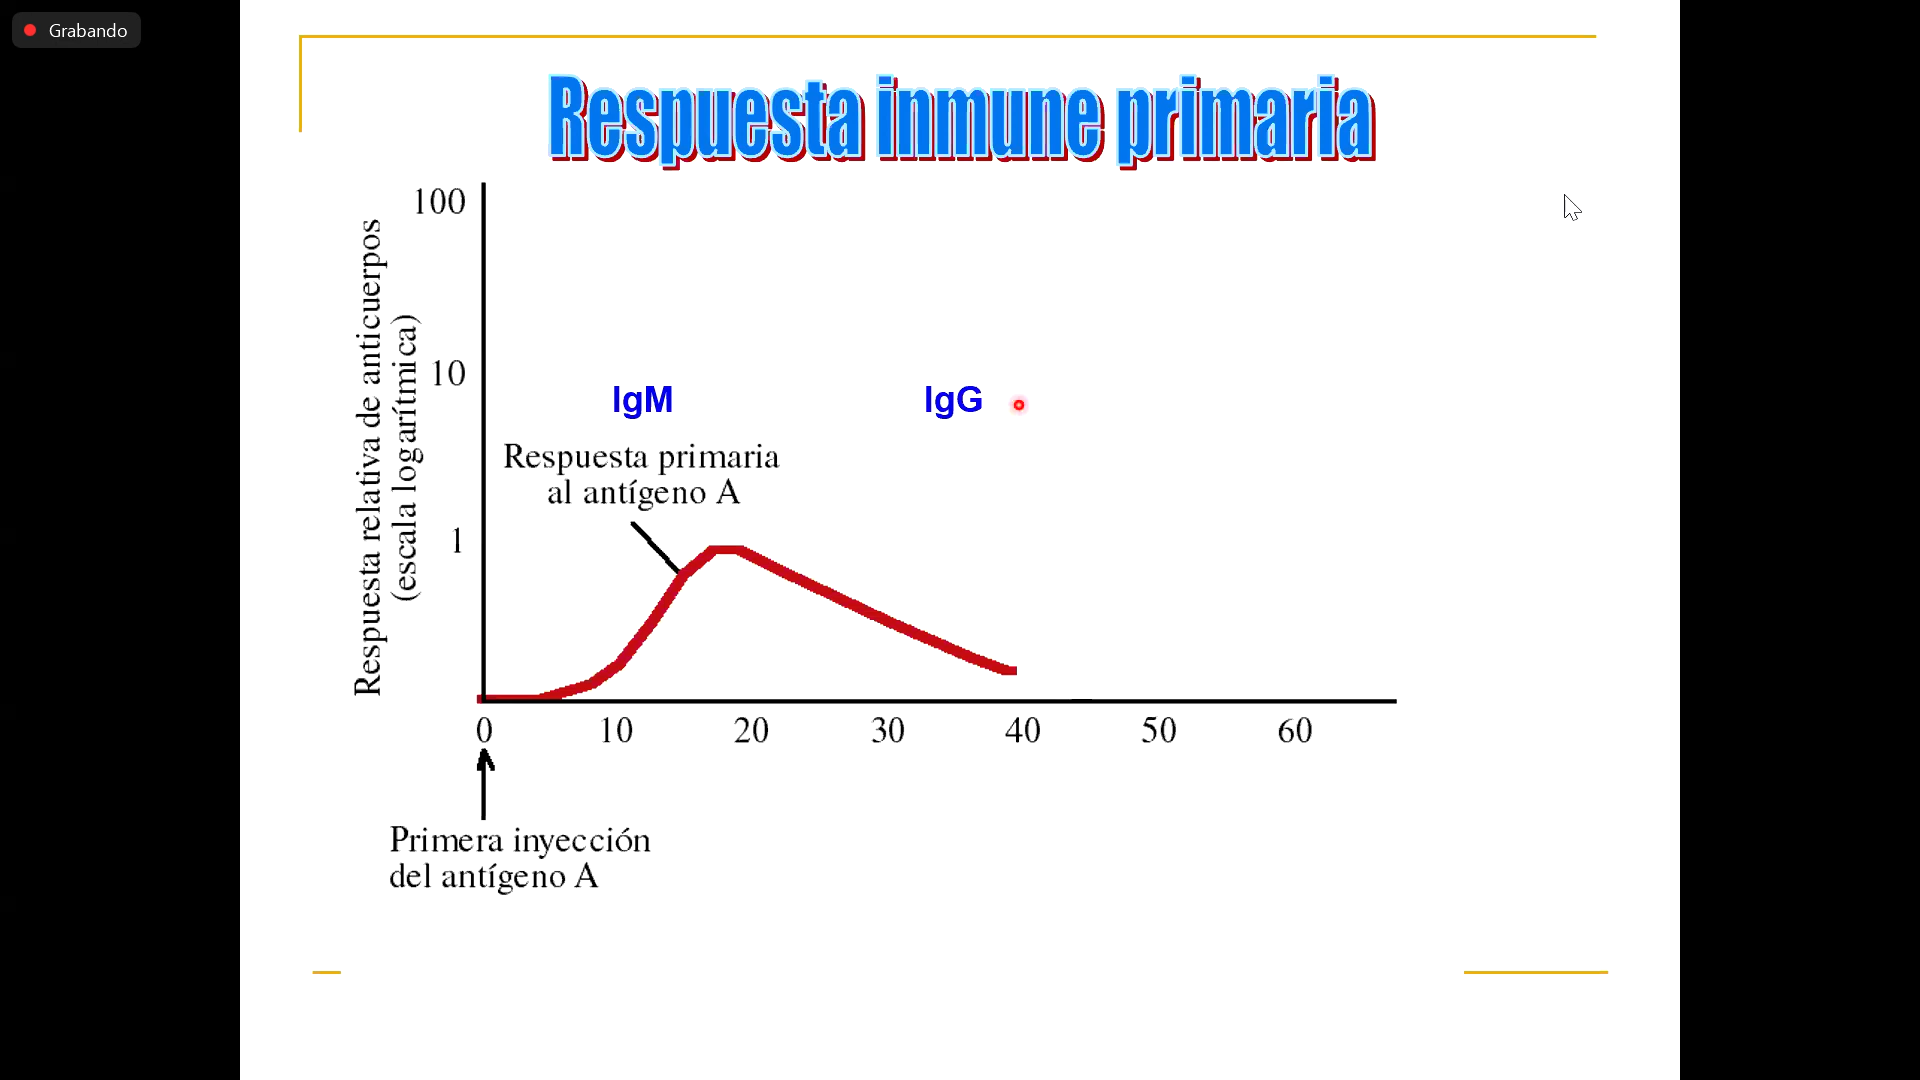 Grabando
Respuesta inmune primaria
Respuesta relativa de anticuerpos
(escala logarítmica)
100
10
1
IgM
IgG
Respuesta primaria
al antígeno A
0 10 20 30 40 50 60
Primera inyección
del antígeno A